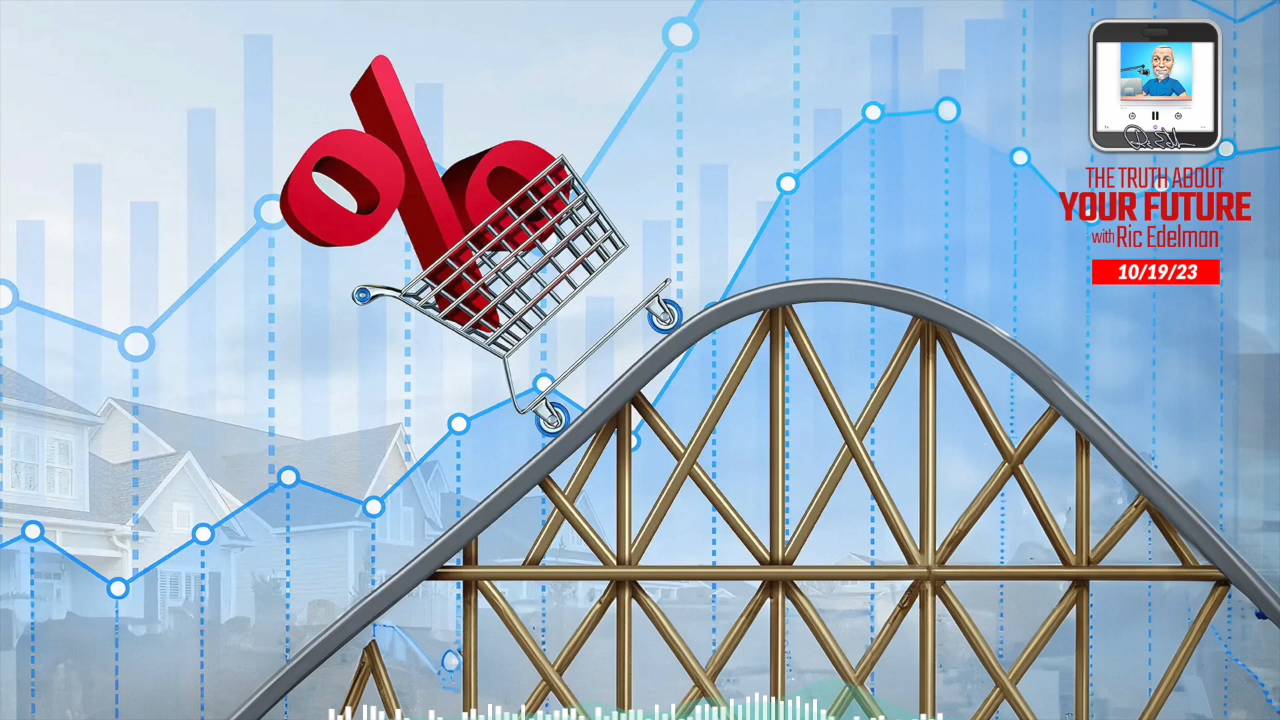 %
THE TRUTH ABOUT
YOUR FUTURE
with Ric Edelman
10/19/23